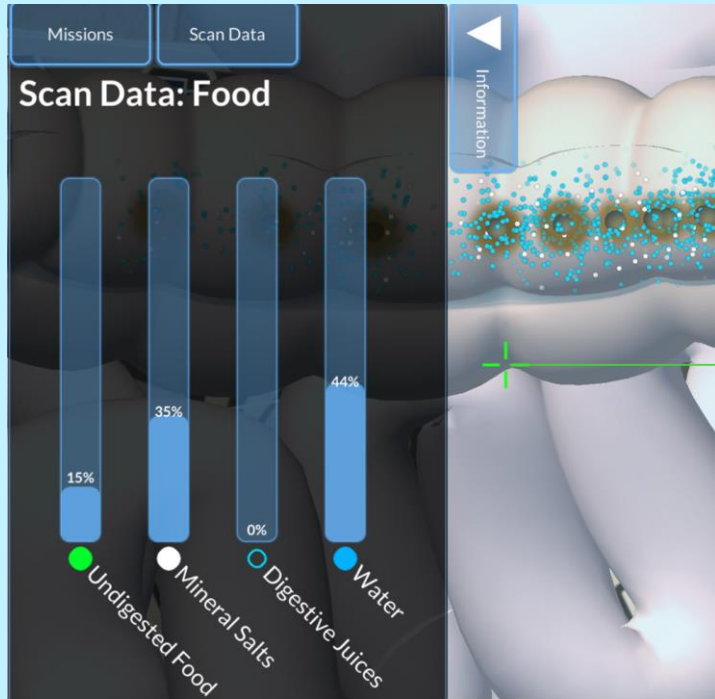 Missions
Scan Data
Information
Scan Data: Food
15%
35%
0%
44%
Undigested Food
Mineral Salts
Digestive Juices
Water